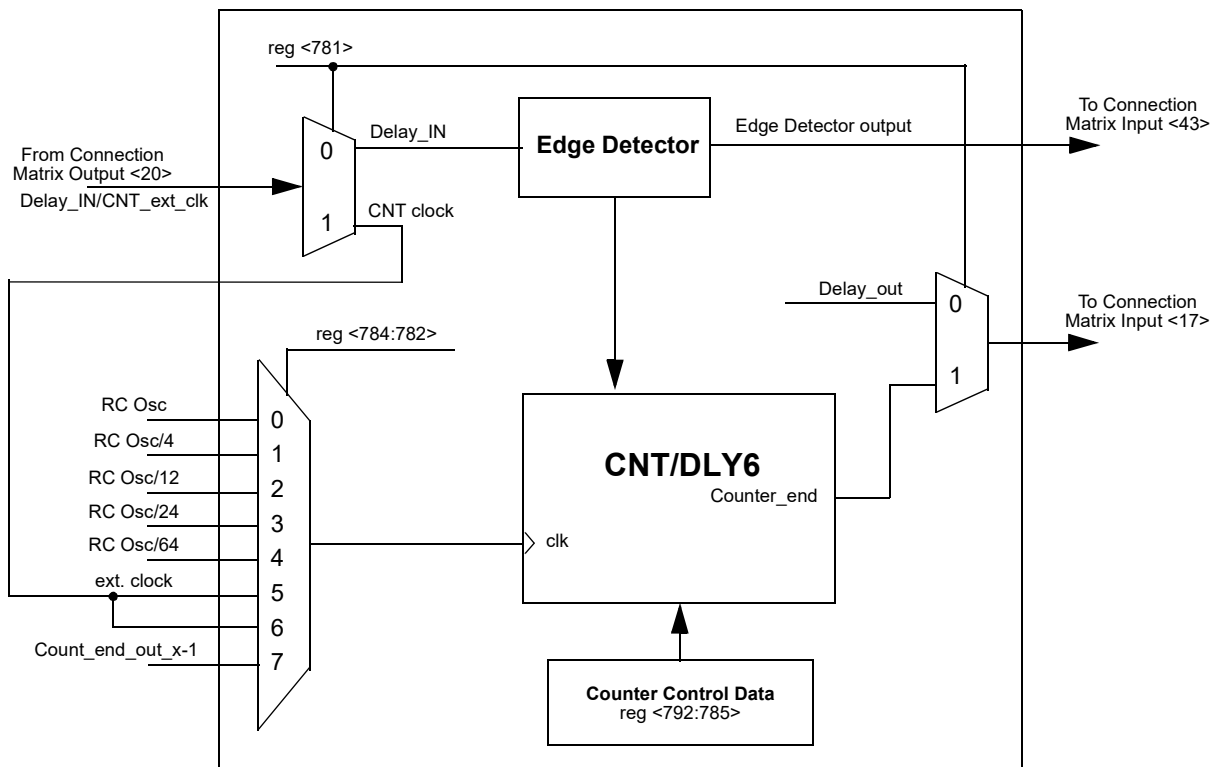 reg <781>
From Connection
Matrix Output <20>
Delay_IN/CNT_ext_clk
0
1
Delay_IN
CNT clock
Edge Detector
Edge Detector output
To Connection
Matrix Input <43>
Delay_out
0
1
To Connection
Matrix Input <17>
reg <784:782>
RC Osc
RC Osc/4
RC Osc/12
RC Osc/24
RC Osc/64
ext. clock
Count_end_out_x-1
0
1
2
3
4
5
6
7
CNT/DLY6
Counter_end
clk
Counter Control Data
reg <792:785>